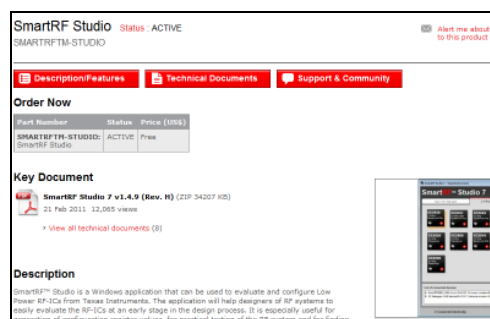 SmartRF Studio Status : ACTIVE
Alert me about
SMARTRFTM-STUDIO
to this product
Description/Features
Technical Documents
Support & Community
Order Now
Part Number Status Price (US$)
SMARTRFTM-STUDIO: ACTIVE Free
SmartRF Studio
Key Document
SmartRF Studio 7 v1.4.9 (Rev. H) (ZIP 34207 KB)
21 Feb 2011 12,065 views
View all technical documents (8)
Smart Studio 7
Description
SmartRF™ Studio is a Windows application that can be used to evaluate and configure Low
Power RF-ICs from Texas Instruments. The application will help designers of RF systems to
easily evaluate the RF-ICs at an early stage in the design process. It is especially useful for